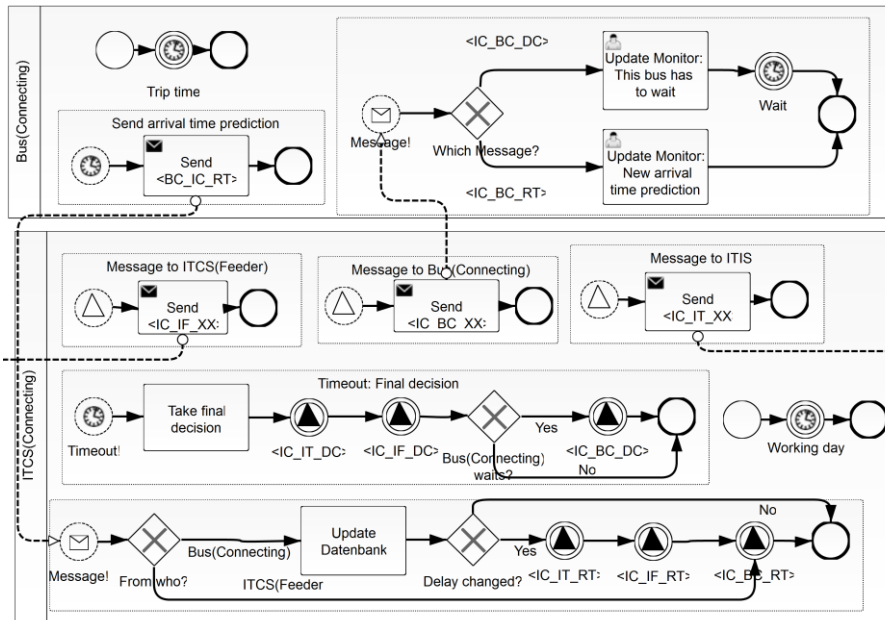 Bus(Connecting)
Trip time
Send arrival time prediction
Send
<BC_IC_RT>
<IC_BC_DC>
Update Monitor:
This bus has
to wait
Wait
Message!
Which Message?
Update Monitor:
New arrival
time prediction
<IC_BC_RT>
ITCS(Connecting)
Message to ITCS(Feeder)
Send
<IC_IF_XX>
Message to Bus(Connecting)
Send
<IC_BC_XX>
Message to ITIS
Send
<IC_IT_XX
Timeout: Final decision
Timeout!
Take final
decision
<IC_IT_DC>
<IC_IF_DC>
Bus(Connecting)
waits?
Yes
<IC_BC_DC>
No
Working day
Message!
From who?
Bus(Connecting)
ITCS(Feeder
Update
Datenbank
Delay changed?
Yes
No
<IC_IT_RT>
<IC_IF_RT>
<IC_BC_RT>